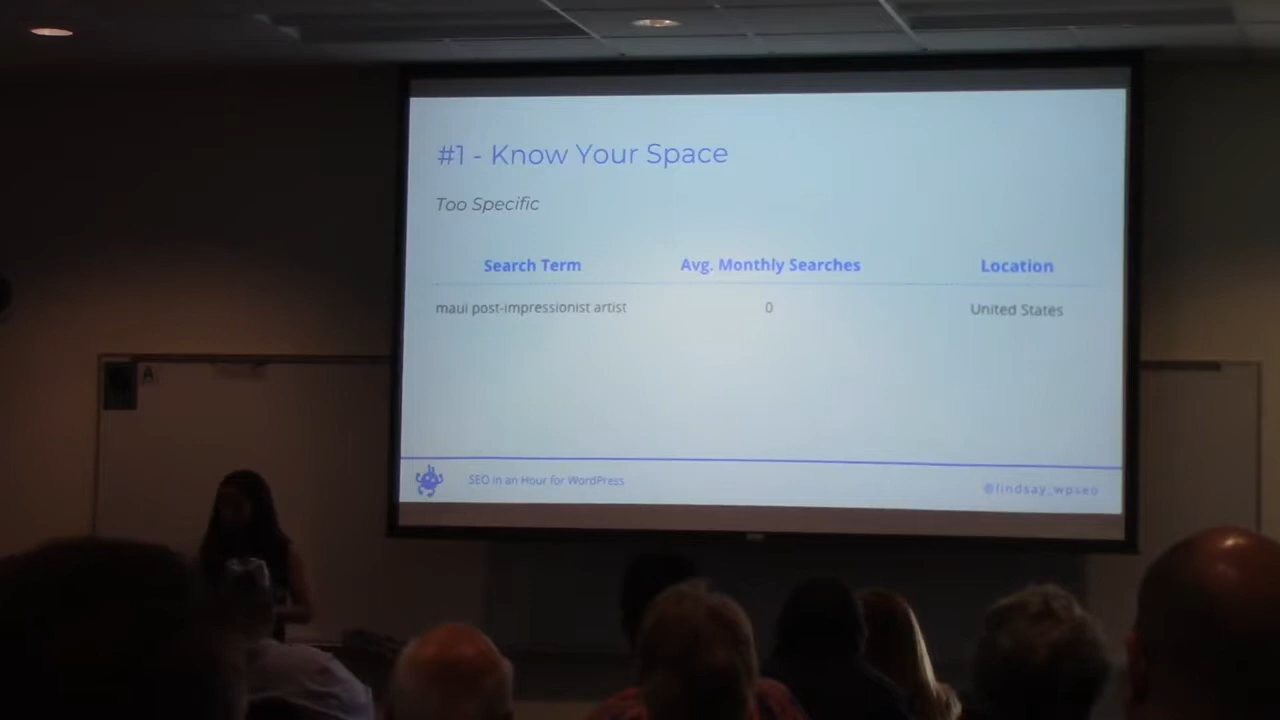 #1 - Know Your Space
Too Specific
Search Term Avg. Monthly Searches Location
maui post-impressionist artist 0 United States
A
SEO in an Hour for WordPress @lindsay_wpseo